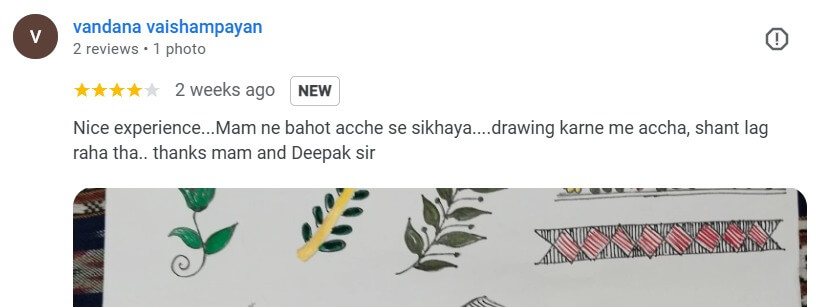 V
vandana vaishampayan
2 reviews • 1 photo
2 weeks ago NEW
Nice experience...Mam ne bahot acche se sikhaya....drawing karne me accha, shant lag
raha tha.. thanks mam and Deepak sir